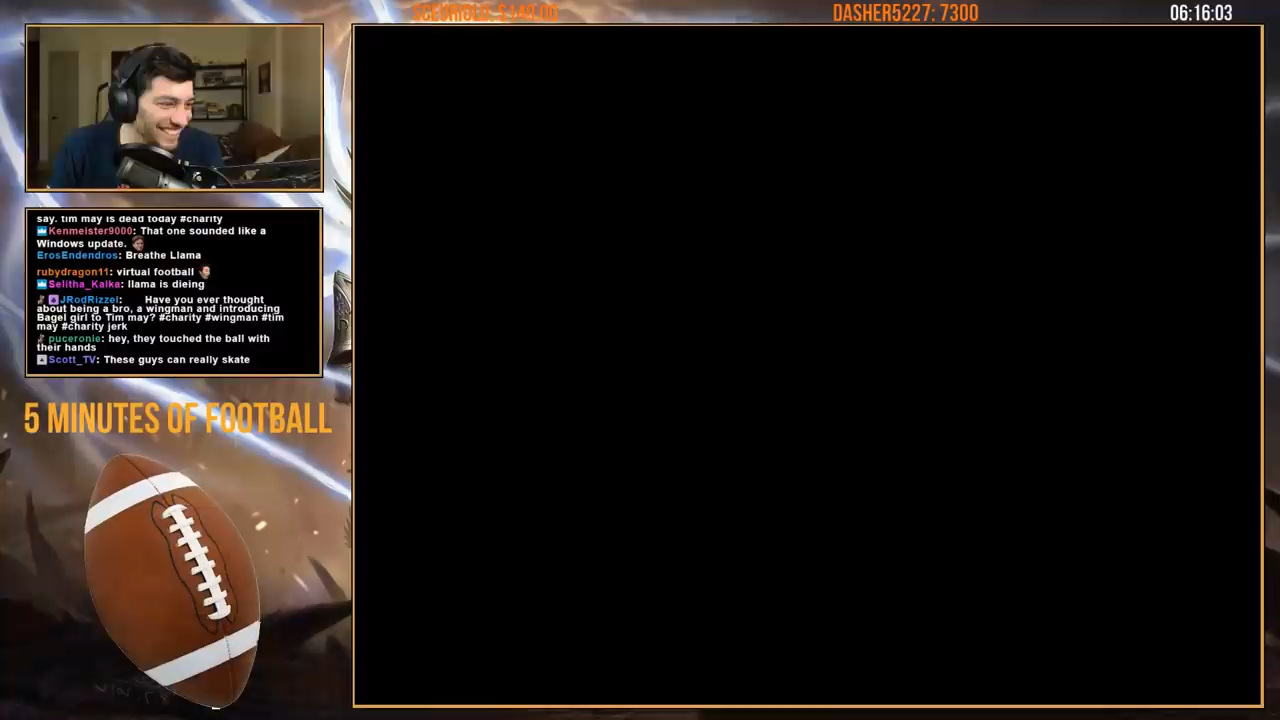 DASHER5227: 7300
06:16:03
say. tim may is dead today #charity
Kenmeister9000: That one sounded like a
Windows update.
ErosEndendros: Breathe Llama
rubydragon11: virtual football
Selitha_Kalka: llama is dieing
JRodRizzel: Have you ever thought
about being a bro, a wingman and introducing
Bagel girl to Tim may? #charity #wingman #tim
may #charity jerk
puceronie: hey, they touched the ball with
their hands
Scott_TV: These guys can really skate
5 MINUTES OF FOOTBALL